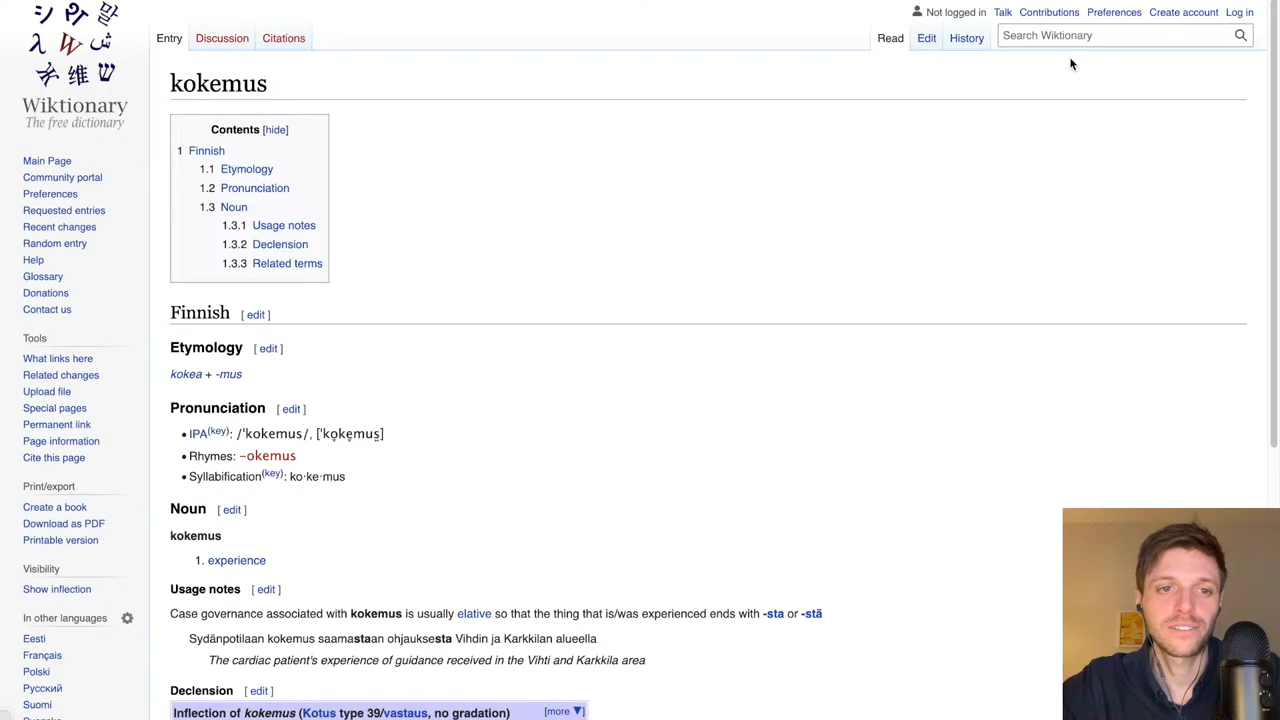 Not logged in Talk Contributions Preferences Create account Log in
Entry Discussion Citations Read Edit History Search Wiktionary
維
Wiktionary
The free dictionary
Main Page
Community portal
Preferences
Requested entries
Recent changes
Random entry
Help
Glossary
Donations
Contact us
Tools
What links here
Related changes
Upload file
Special pages
Permanent link
Page information
Cite this page
Print/export
Create a book
Download as PDF
Printable version
Visibility
Show inflection
In other languages
Eesti
Français
Polski
Русский
Suomi
kokemus
Contents [hide]
1 Finnish
1.1 Etymology
1.2 Pronunciation
1.3 Noun
1.3.1 Usage notes
1.3.2 Declension
1.3.3 Related terms
Finnish [ edit ]
Etymology [ edit ]
kokea + -mus
Pronunciation [ edit ]
• IPA(key): /ˈkokemus/, [ˈko̞ke̞mus̠]
• Rhymes: -okemus
• Syllabification(key): ko·ke·mus
Noun [ edit ]
kokemus
1. experience
Usage notes [ edit ]
Case governance associated with kokemus is usually elative so that the thing that is/was experienced ends with -sta or -stä
Sydänpotilaan kokemus saamastaan ohjauksesta Vihdin ja Karkkilan alueella
The cardiac patient's experience of guidance received in the Vihti and Karkkila area
Declension [ edit ]
Inflection of kokemus (Kotus type 39/vastaus, no gradation) [more ▼]